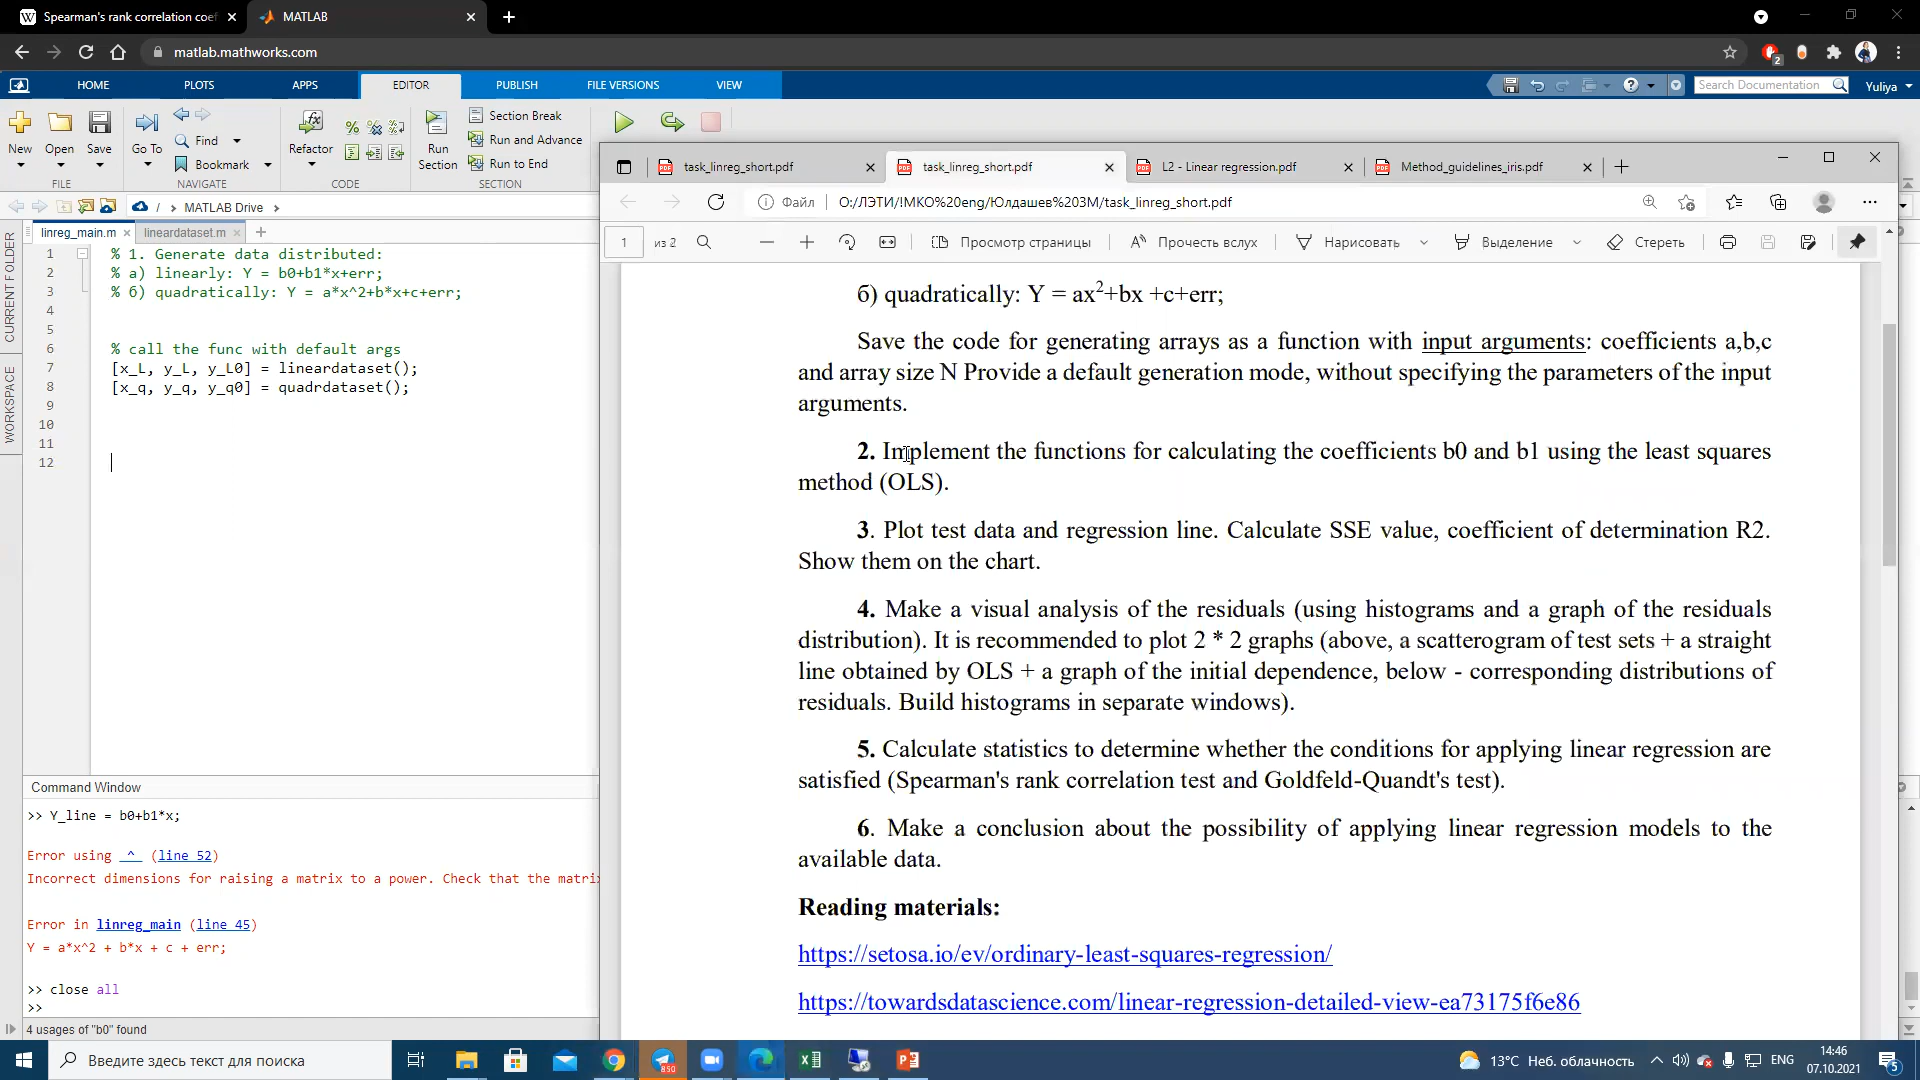 Spearman's rank correlation coef
MATLAB
matlab.mathworks.com
2
HOME
PLOTS
APPS
EDITOR
PUBLISH
FILE VERSIONS
VIEW
Search Documentation
Yuliya
New
Open
Save
Go To
Find
Bookmark
Refactor
Run
Section
Section Break
Run and Advance
Run to End
FILE
NAVIGATE
CODE
SECTION
/ › MATLAB Drive ›
CURRENT FOLDER
WORKSPACE
linreg_main.m
lineardataset.m
1 % 1. Generate data distributed:
2 % a) linearly: Y = b0+b1*x+err;
3 % б) quadratically: Y = a*x^2+b*x+c+err;
4
5
6 % call the func with default args
7 [x_L, y_L, y_L0] = lineardataset();
8 [x_q, y_q, y_q0] = quadrdataset();
9
10
11
12
Command Window
>> Y_line = b0+b1*x;
Error using ^ (line 52)
Incorrect dimensions for raising a matrix to a power. Check that the matri
Error in linreg_main (line 45)
Y = a*x^2 + b*x + c + err;
>> close all
>>
4 usages of "b0" found
task_linreg_short.pdf
task_linreg_short.pdf
L2 - Linear regression.pdf
Method_guidelines_iris.pdf
Файл
O:/ЛЭТИ/!МКО%20eng/Юлдашев%203M/task_linreg_short.pdf
1 из 2
Просмотр страницы
Прочесть вслух
Нарисовать
Выделение
Стереть
б) quadratically: Y = ax2+bx +c+err;
Save the code for generating arrays as a function with input arguments: coefficients a,b,c
and array size N Provide a default generation mode, without specifying the parameters of the input
arguments.
2. Implement the functions for calculating the coefficients b0 and b1 using the least squares
method (OLS).
3. Plot test data and regression line. Calculate SSE value, coefficient of determination R2.
Show them on the chart.
4. Make a visual analysis of the residuals (using histograms and a graph of the residuals
distribution). It is recommended to plot 2 * 2 graphs (above, a scatterogram of test sets + a straight
line obtained by OLS + a graph of the initial dependence, below - corresponding distributions of
residuals. Build histograms in separate windows).
5. Calculate statistics to determine whether the conditions for applying linear regression are
satisfied (Spearman's rank correlation test and Goldfeld-Quandt's test).
6. Make a conclusion about the possibility of applying linear regression models to the
available data.
Reading materials:
https://setosa.io/ev/ordinary-least-squares-regression/
https://towardsdatascience.com/linear-regression-detailed-view-ea73175f6e86
Введите здесь текст для поиска
850
13°C Неб. облачность
ENG
14:46
07.10.2021
5